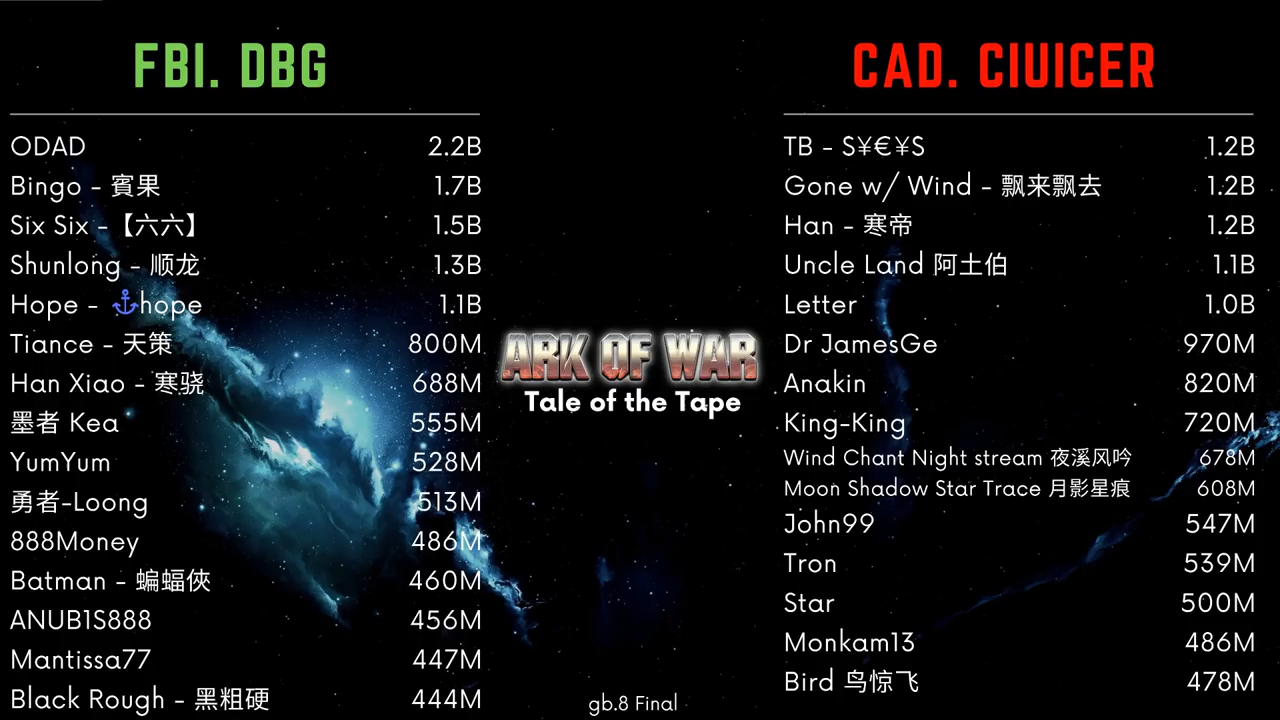 FBI. DBG
ODAD 2.2B
Bingo - 賓果 1.7B
Six Six -【六六】 1.5B
Shunlong - 顺龙 1.3B
Hope - ⚓hope 1.1B
Tiance - 天策 800M
Han Xiao - 寒骁 688M
墨者 Kea 555M
YumYum 528M
勇者-Loong 513M
888Money 486M
Batman - 蝙蝠俠 460M
ANUB1S888 456M
Mantissa77 447M
Black Rough - 黑粗硬 444M
ARK OF WAR
Tale of the Tape
gb.8 Final
CAD. CIUICER
TB - S¥€¥S 1.2B
Gone w/ Wind - 飘来飘去 1.2B
Han - 寒帝 1.2B
Uncle Land 阿土伯 1.1B
Letter 1.0B
Dr JamesGe 970M
Anakin 820M
King-King 720M
Wind Chant Night stream 夜溪风吟 678M
Moon Shadow Star Trace 月影星痕 608M
John99 547M
Tron 539M
Star 500M
Monkam13 486M
Bird 鸟惊飞 478M